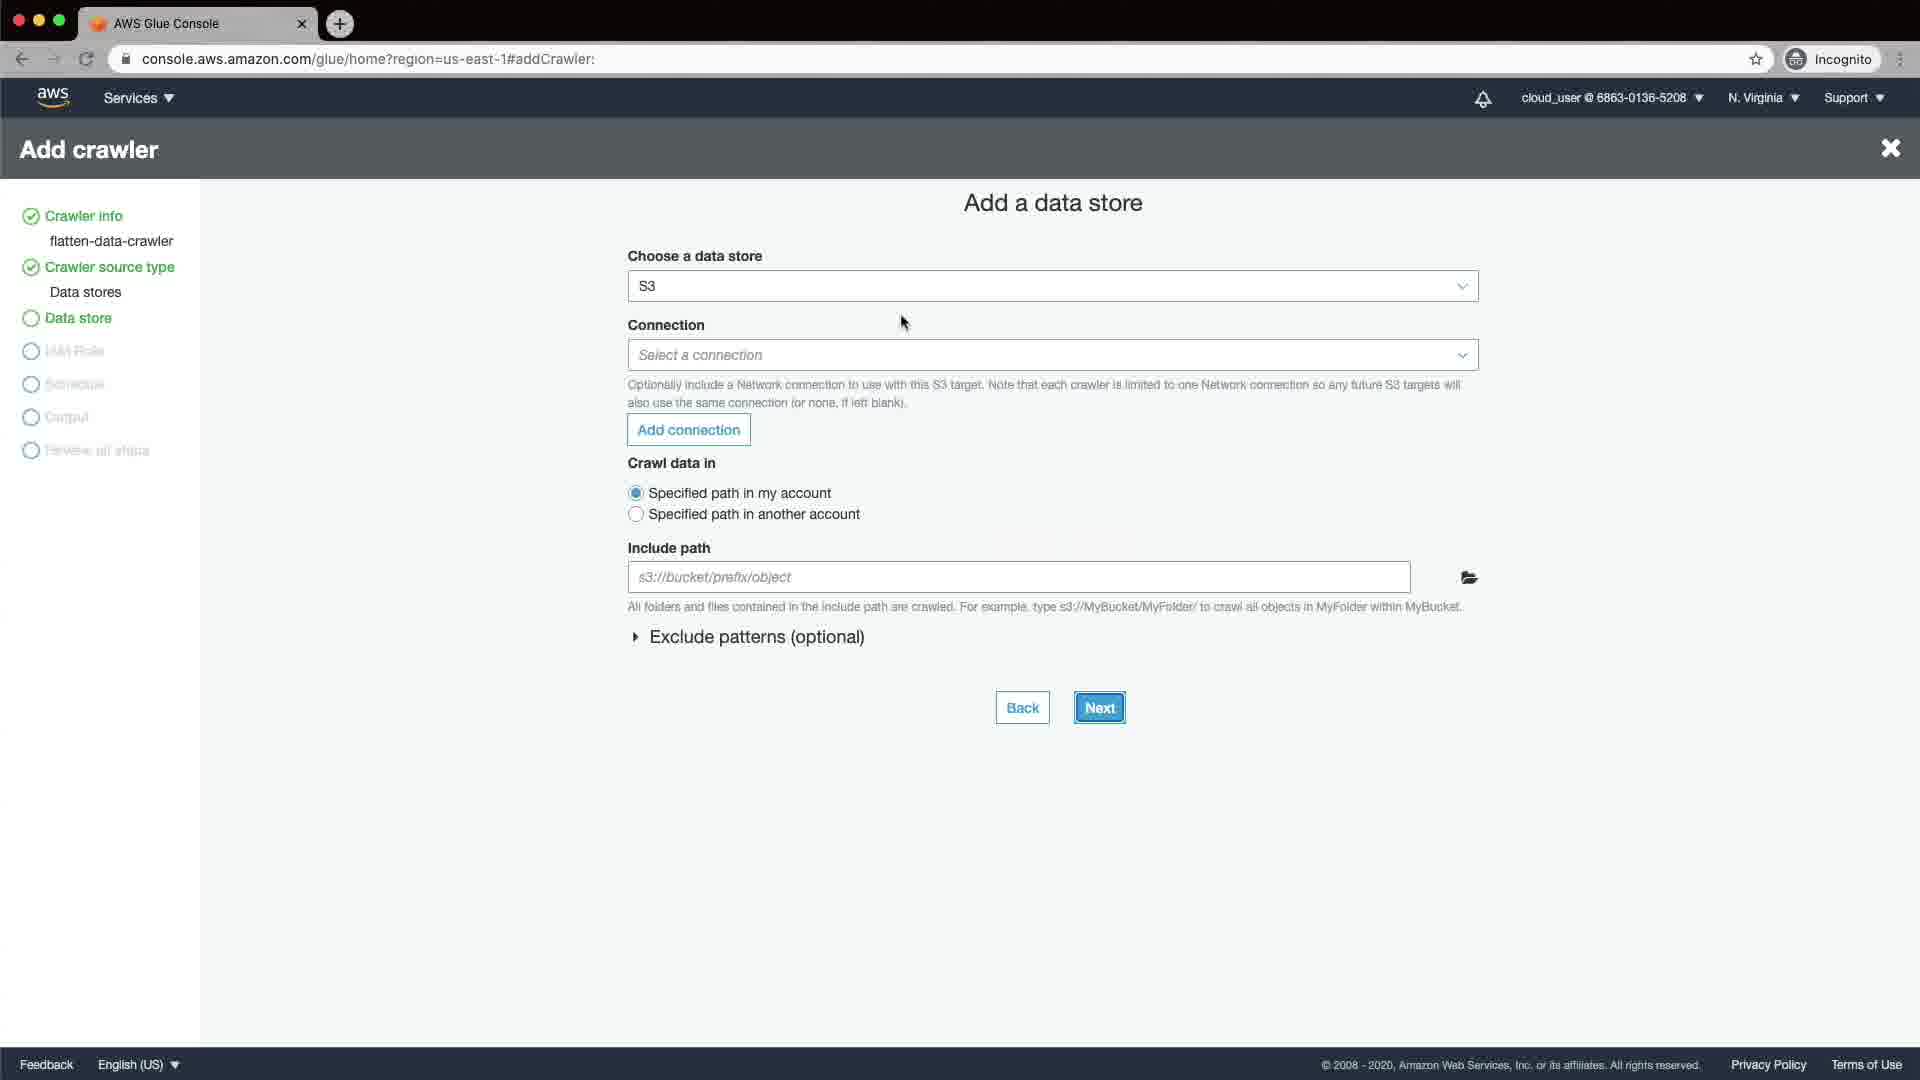 AWS Glue Console
console.aws.amazon.com/glue/home?region=us-east-1#addCrawler:
Incognito
aws
Services
cloud_user @ 6863-0136-5208
N. Virginia
Support
Add crawler
Crawler info
flatten-data-crawler
Crawler source type
Data stores
Data store
IAM Role
Schedule
Output
Review all steps
Add a data store
Choose a data store
S3
Connection
Select a connection
Optionally include a Network connection to use with this S3 target. Note that each crawler is limited to one Network connection so any future S3 targets will
also use the same connection (or none, if left blank).
Add connection
Crawl data in
Specified path in my account
Specified path in another account
Include path
s3://bucket/prefix/object
All folders and files contained in the include path are crawled. For example, type s3://MyBucket/MyFolder/ to crawl all objects in MyFolder within MyBucket.
Exclude patterns (optional)
Back
Next
Feedback
English (US)
© 2008 - 2020, Amazon Web Services, Inc. or its affiliates. All rights reserved.
Privacy Policy
Terms of Use